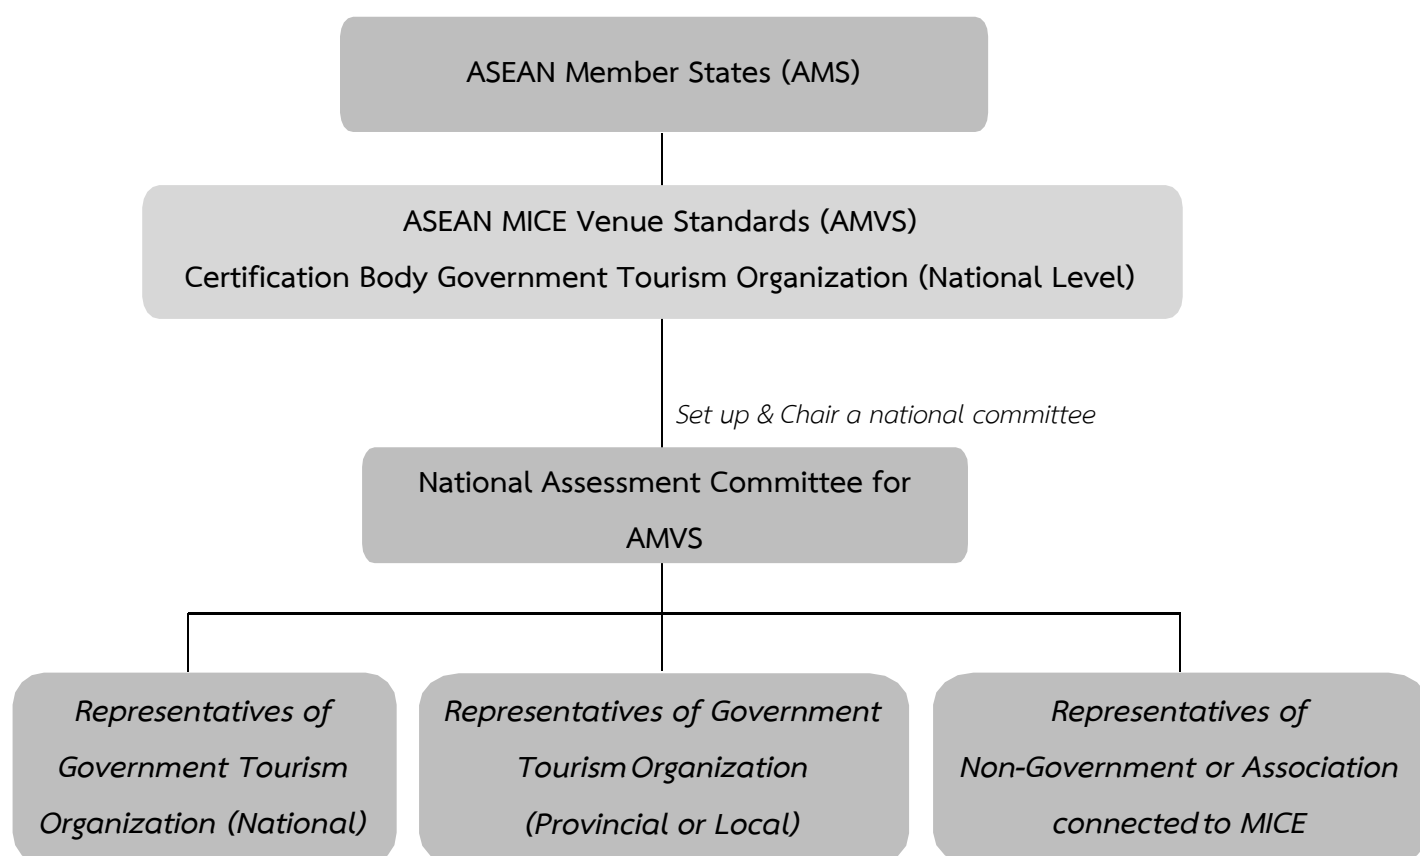 ASEAN Member States (AMS)
ASEAN MICE Venue Standards (AMVS)
Certification Body Government Tourism Organization (National Level)
Set up & Chair a national committee
National Assessment Committee for
AMVS
Representatives of
Government Tourism
Organization (National)
Representatives of Government
Tourism Organization
(Provincial or Local)
Representatives of
Non-Government or Association
connected to MICE